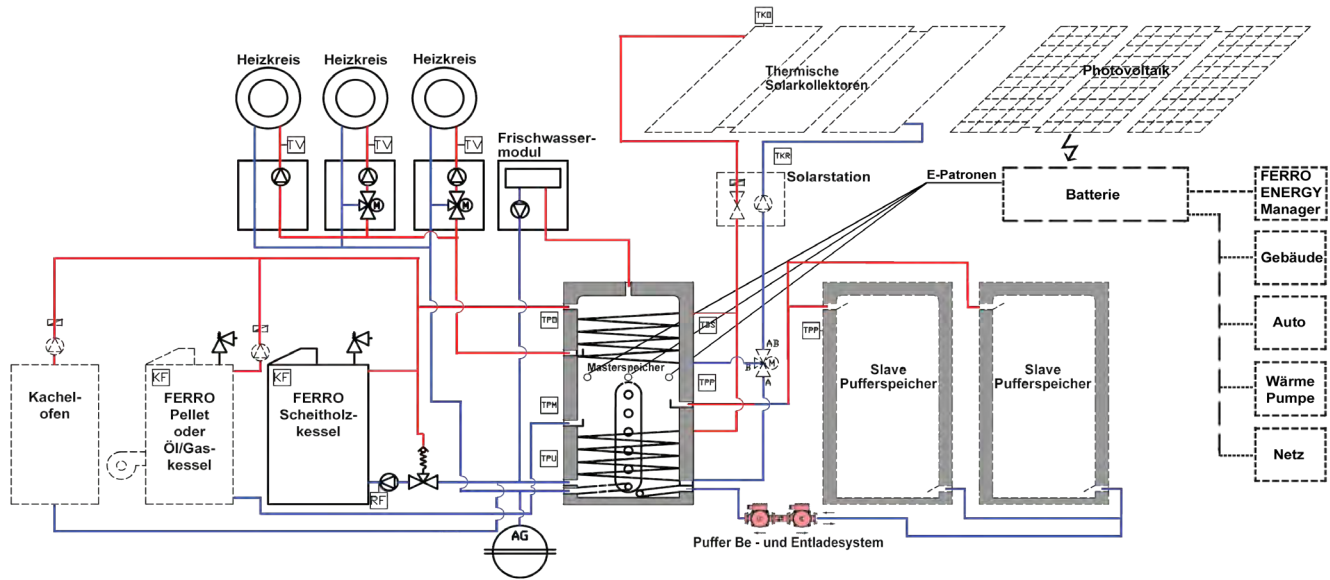 TKO
Heizkreis
Heizkreis
Heizkreis
Thermische
Solarkollektoren
Photovoltaik
Frischwasser-
modul
TV
TV
TV
TKR
Solarstation
E-Patronen
Batterie
FERRO
ENERGY
Manager
M
M
Gebäude
Auto
Wärme
Pumpe
Netz
TPO
TSS
TPP
TPP
AB
M
B
A
Masterspeicher
TPM
TPU
KF
KF
Kachel-
ofen
FERRO
Pellet
oder
Öl/Gas-
kessel
FERRO
Scheitholz-
kessel
RF
Slave
Pufferspeicher
Slave
Pufferspeicher
AG
Puffer Be - und Entladesystem